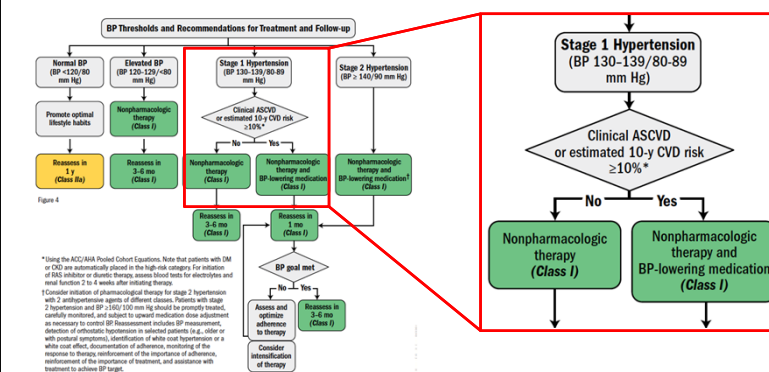 BP Thresholds and Recommendations for Treatment and Follow-up
Normal BP
(BP <120/80
mm Hg)
Elevated BP
(BP 120–129/<80
mm Hg)
Stage 1 Hypertension
(BP 130–139/80-89
mm Hg)
Stage 2 Hypertension
(BP ≥ 140/90 mm Hg)
Promote optimal
lifestyle habits
Nonpharmacologic
therapy
(Class I)
Clinical ASCVD
or estimated 10-y CVD risk
≥10%*
No
Yes
Reassess in
1 y
(Class IIa)
Reassess in
3-6 mo
(Class I)
Nonpharmacologic
therapy
(Class I)
Nonpharmacologic
therapy and
BP-lowering medication
(Class I)
Nonpharmacologic
therapy and
BP-lowering medication†
(Class I)
Figure 4
Reassess in
3-6 mo
(Class I)
Reassess in
1 mo
(Class I)
BP goal met
No
Yes
Assess and
optimize
adherence to
therapy
Reassess in
3-6 mo
(Class I)
Consider
intensification
of therapy
*Using the ACC/AHA Pooled Cohort Equations. Note that patients with DM
or CKD are automatically placed in the high-risk category. For initiation
of RAS inhibitor or diuretic therapy, assess blood tests for electrolytes and
renal function 2 to 4 weeks after initiating therapy.
† Consider initiation of pharmacological therapy for stage 2 hypertension
with 2 antihypertensive agents of different classes. Patients with stage
2 hypertension and BP ≥160/100 mm Hg should be promptly treated,
carefully monitored, and subject to upward medication dose adjustment
as necessary to control BP. Reassessment includes BP measurement,
detection of orthostatic hypotension in selected patients (e.g., older or
with postural symptoms), identification of white coat hypertension or a
white coat effect, documentation of adherence, monitoring of the
response to therapy, reinforcement of the importance of adherence,
reinforcement of the importance of treatment, and assistance with
treatment to achieve BP target.
Stage 1 Hypertension
(BP 130–139/80-89
mm Hg)
Clinical ASCVD
or estimated 10-y CVD risk
≥10%*
No
Yes
Nonpharmacologic
therapy
(Class I)
Nonpharmacologic
therapy and
BP-lowering medication
(Class I)